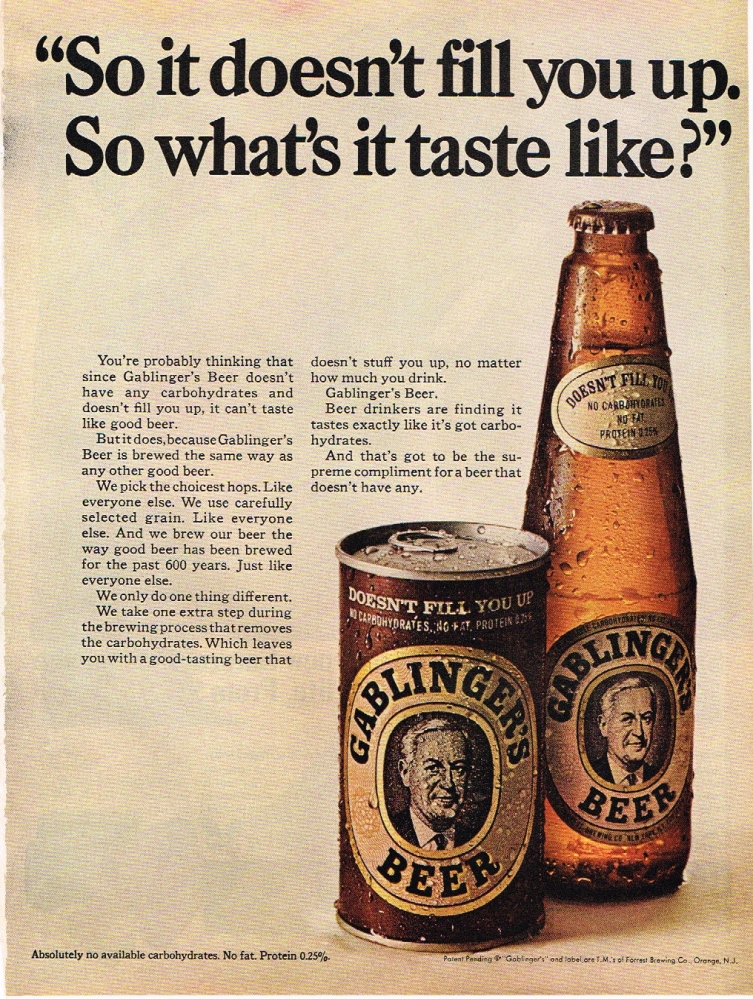 “So it doesn’t fill you up.
So what’s it taste like?”
You’re probably thinking that
since Gablinger’s Beer doesn’t
have any carbohydrates and
doesn’t fill you up, it can’t taste
like good beer.
But it does, because Gablinger’s
Beer is brewed the same way as
any other good beer.
We pick the choicest hops. Like
everyone else. We use carefully
selected grain. Like everyone
else. And we brew our beer the
way good beer has been brewed
for the past 600 years. Just like
everyone else.
We only do one thing different.
We take one extra step during
the brewing process that removes
the carbohydrates. Which leaves
you with a good-tasting beer that
doesn’t stuff you up, no matter
how much you drink.
Gablinger’s Beer.
Beer drinkers are finding it
tastes exactly like it’s got carbo-
hydrates.
And that’s got to be the su-
preme compliment for a beer that
doesn’t have any.
DOESN'T FILL YOU
NO CARBOHYDRATES
NO FAT
PROTEIN 0.25%
DOESN'T FILL YOU UP
NO CARBOHYDRATES, NO FAT, PROTEIN 0.25%
GABLINGER'S
BEER
GABLINGER'S
BEER
Absolutely no available carbohydrates. No fat. Protein 0.25%.
Patent Pending "Gablinger's" and label are T.M.'s of Forrest Brewing Co., Orange, N.J.